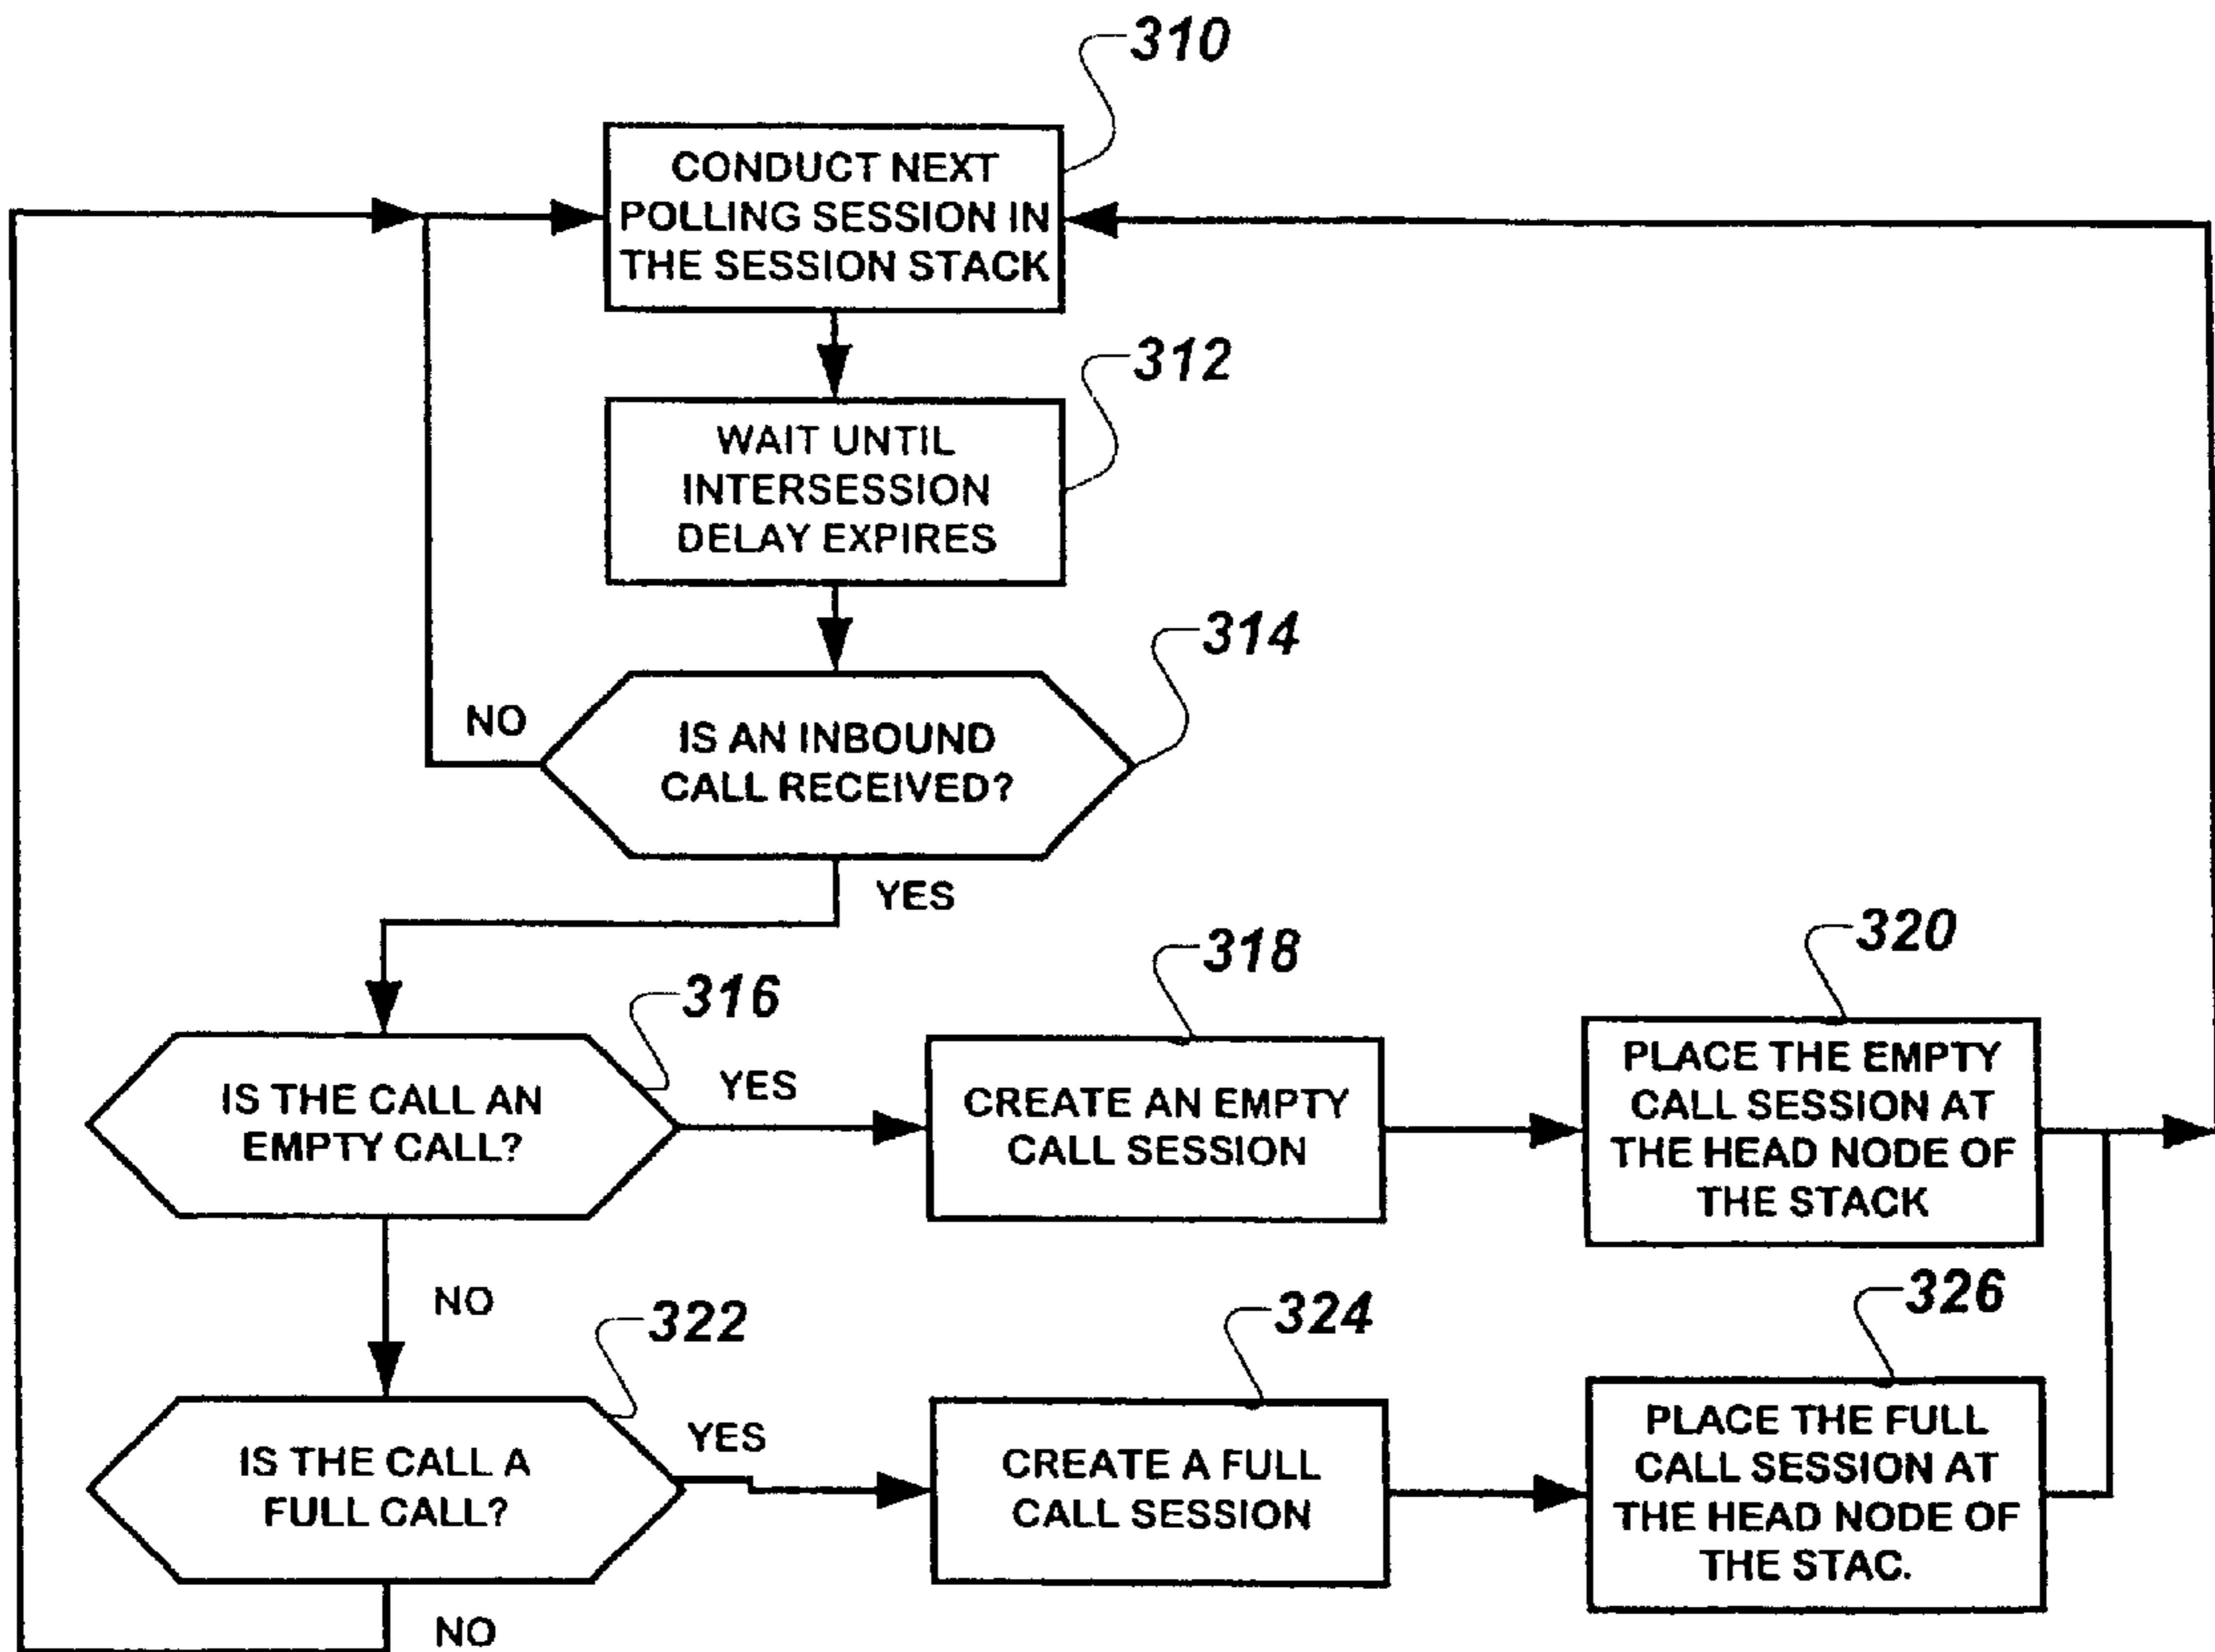 310
CONDUCT NEXT
POLLING SESSION IN
THE SESSION STACK
312
WAIT UNTIL
INTERSESSION
DELAY EXPIRES
314
IS AN INBOUND
CALL RECEIVED?
NO
YES
316
IS THE CALL AN
EMPTY CALL?
YES
318
CREATE AN EMPTY
CALL SESSION
320
PLACE THE EMPTY
CALL SESSION AT
THE HEAD NODE OF
THE STACK
NO
322
IS THE CALL A
FULL CALL?
YES
324
CREATE A FULL
CALL SESSION
326
PLACE THE FULL
CALL SESSION AT
THE HEAD NODE OF
THE STAC.
NO